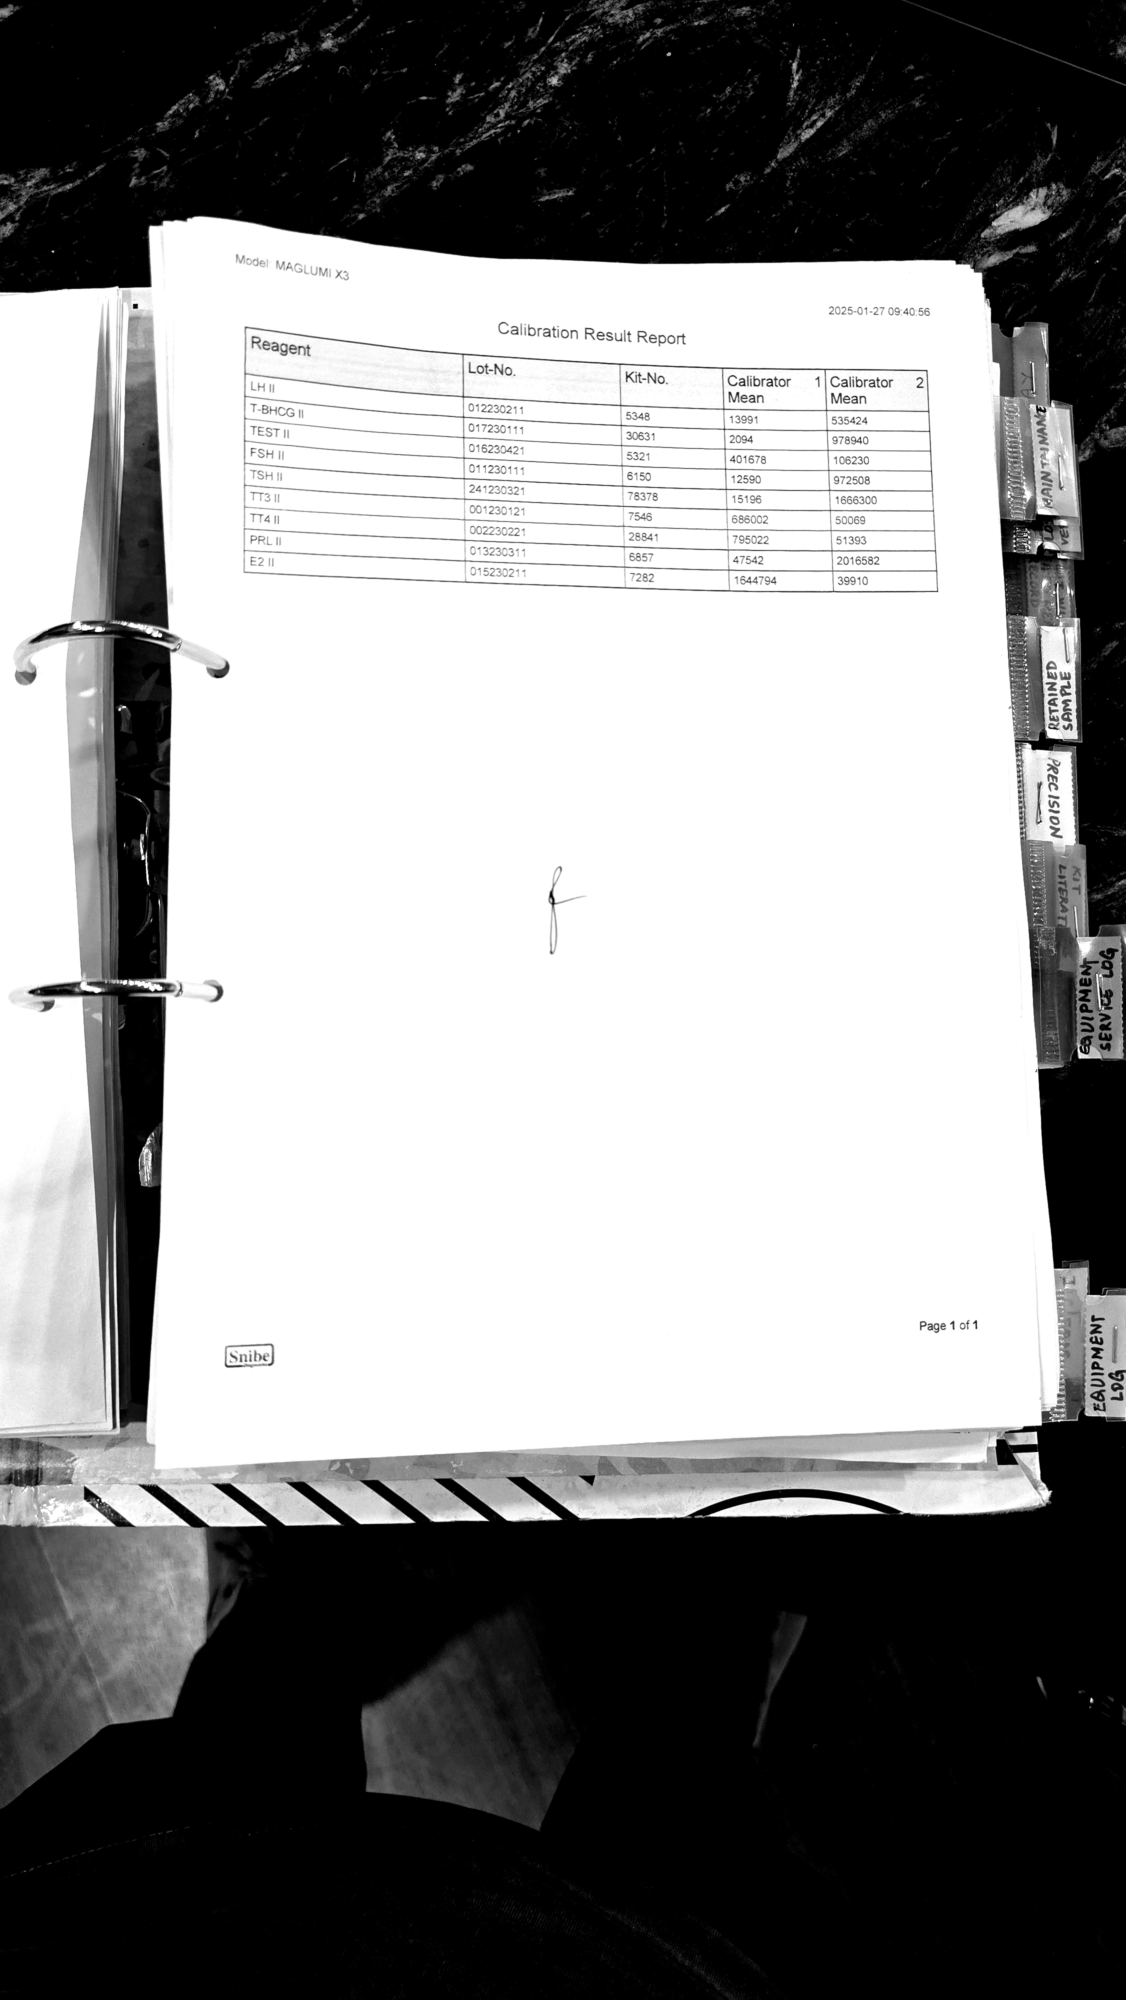 Model: MAGLUMI X3
2025-01-27 09:40:56
Calibration Result Report
Reagent Lot-No. Kit-No. Calibrator 1 Mean Calibrator 2 Mean
LH II 012230211 5348 13991 535424
T-BHCG II 017230111 30631 2094 978940
TEST II 016230421 5321 401678 106230
FSH II 011230111 6150 12590 972508
TSH II 241230321 78378 15196 1666300
TT3 II 001230121 7546 686002 50069
TT4 II 002230221 28841 795022 51393
PRL II 013230311 6857 47542 2016582
E2 II 015230211 7282 1644794 39910
Page 1 of 1
Snibe
MAINTAINANE
RETAINED
SAMPLE
PRECISION
KIT
EQUIPMENT
SERVICE LOG
EQUIPMENT
LOG